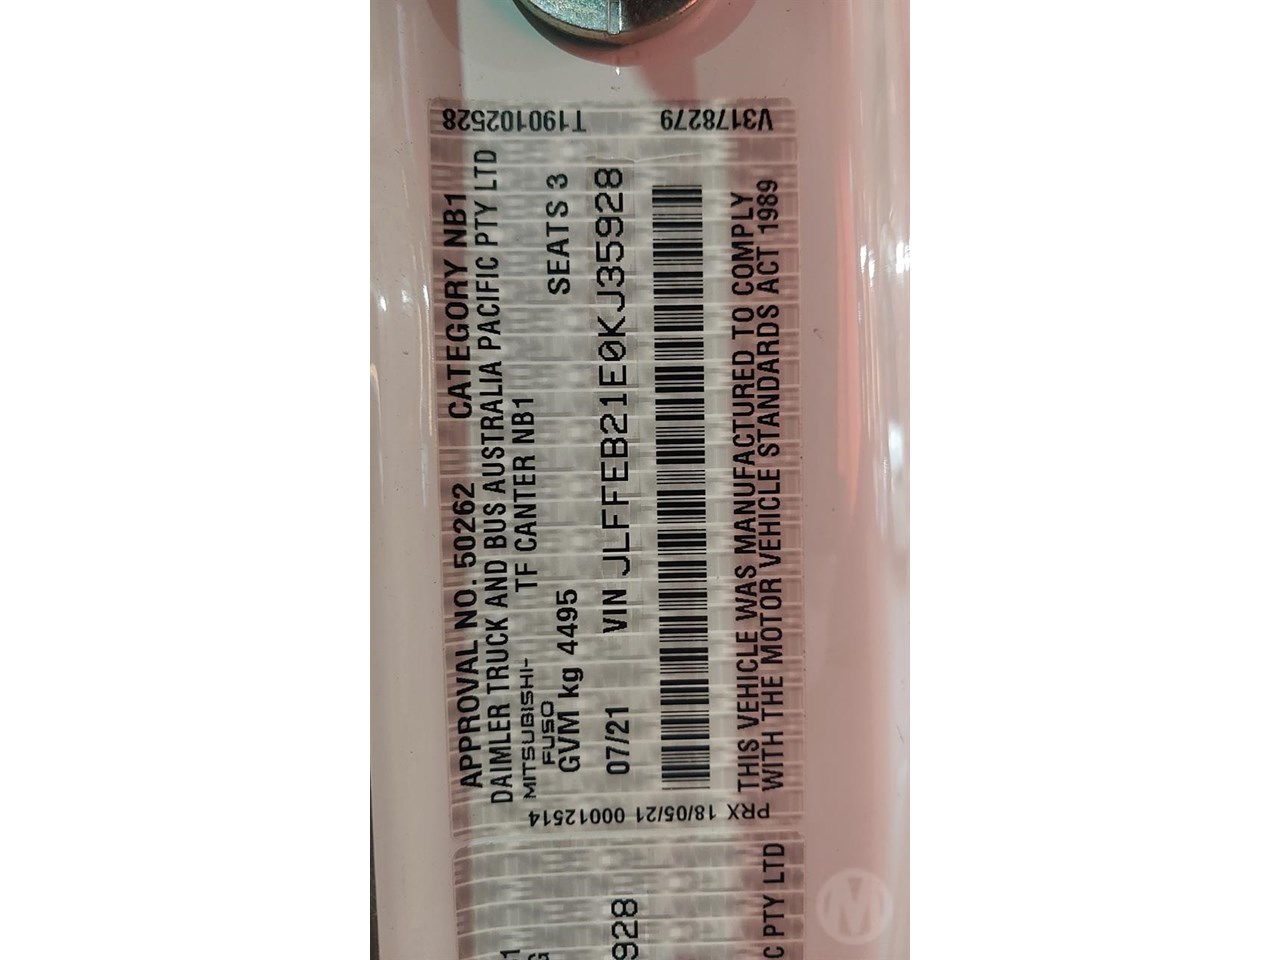 APPROVAL NO. 50262 CATEGORY NB1
DAIMLER TRUCK AND BUS AUSTRALIA PACIFIC PTY LTD
MITSUBISHI- TF CANTER NB1
FUSO
GVM kg 4495 SEATS 3
07/21 VIN JLFFEB21E0KJ35928
THIS VEHICLE WAS MANUFACTURED TO COMPLY
WITH THE MOTOR VEHICLE STANDARDS ACT 1989
PRX 18/05/21 00012514
T190102528
V3178279
928
C PTY LTD
M